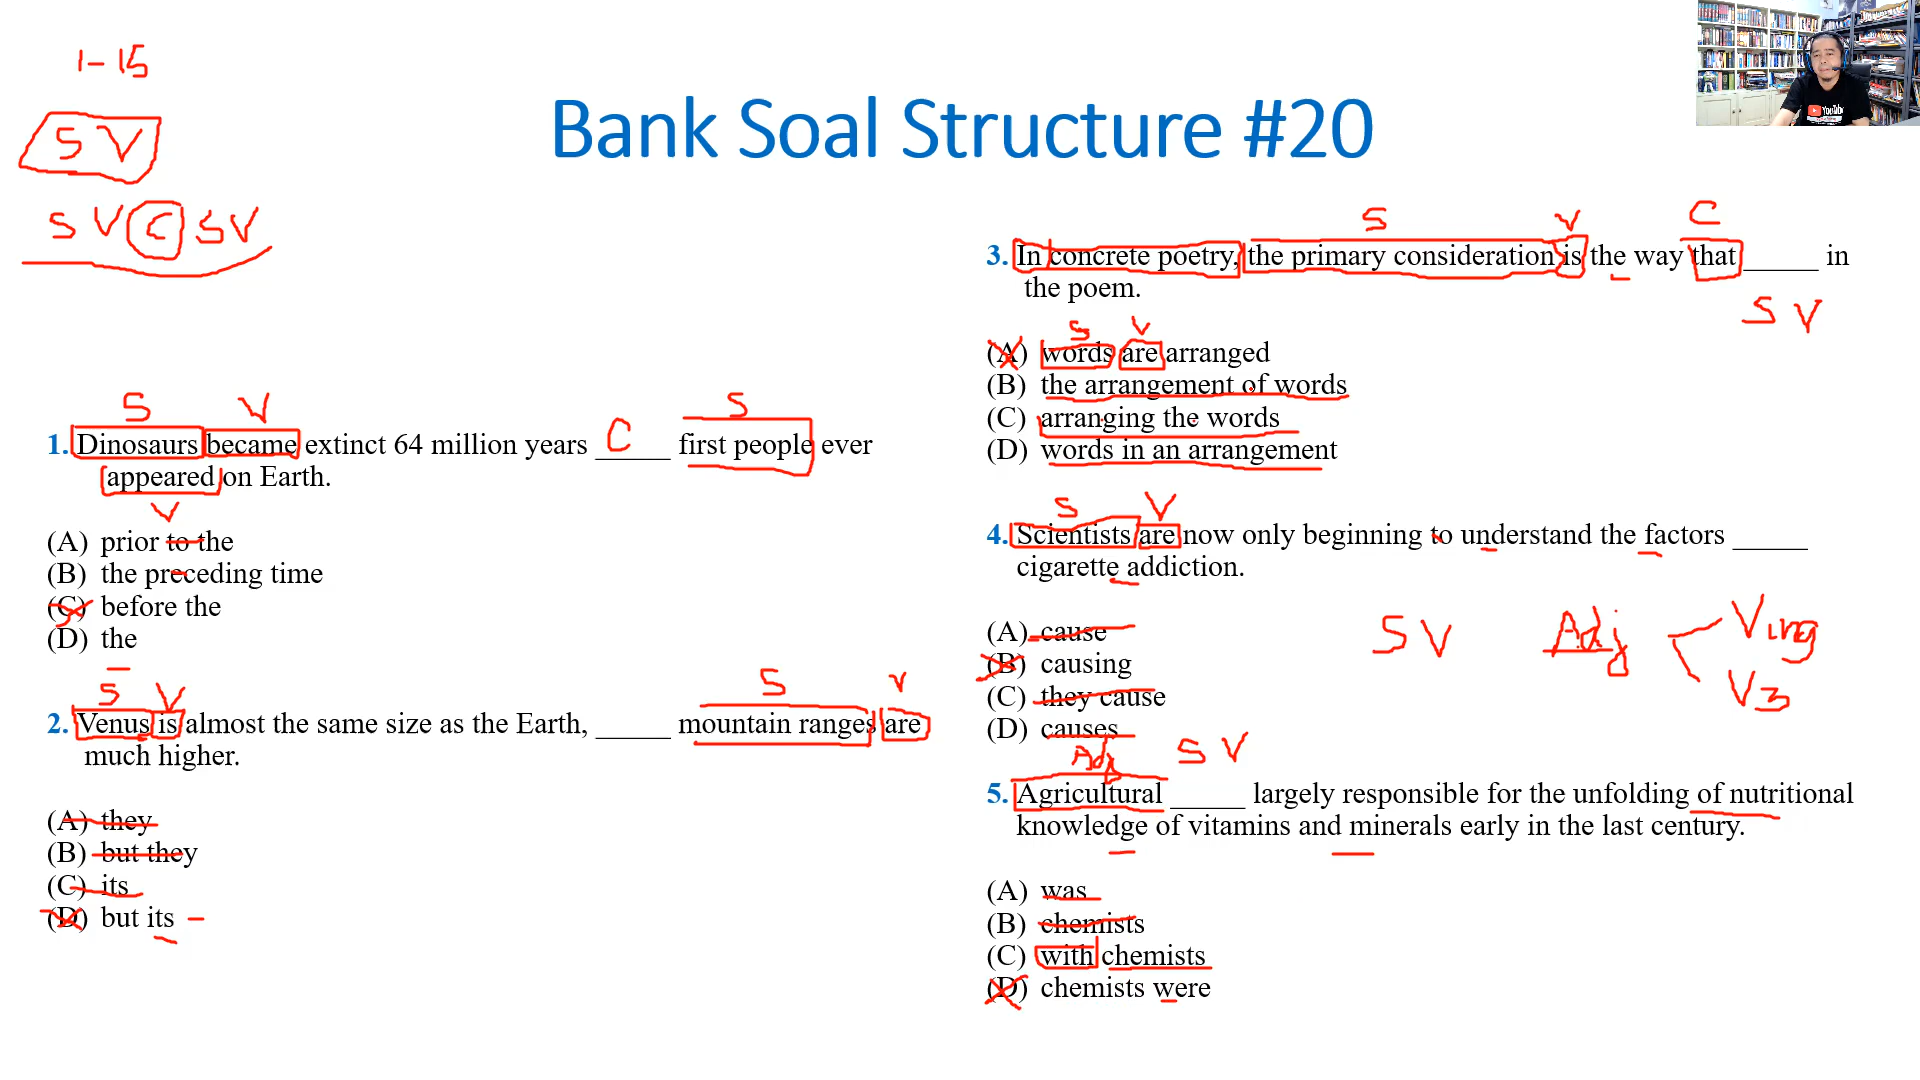 1-15
S V
S V C S V
Bank Soal Structure #20
S V C S
1. Dinosaurs became extinct 64 million years _____ first people ever
appeared on Earth.
V
(A) prior to the
(B) the preceding time
(C) before the
(D) the
S V S V
2. Venus is almost the same size as the Earth, _____ mountain ranges are
much higher.
(A) they
(B) but they
(C) its
(D) but its
S V C
3. In concrete poetry, the primary consideration is the way that _____ in
the poem.
S V
S V
(A) words are arranged
(B) the arrangement of words
(C) arranging the words
(D) words in an arrangement
S V
4. Scientists are now only beginning to understand the factors _____
cigarette addiction.
S V Adj Ving
V3
(A) cause
(B) causing
(C) they cause
(D) causes
Adj S V
5. Agricultural _____ largely responsible for the unfolding of nutritional
knowledge of vitamins and minerals early in the last century.
(A) was
(B) chemists
(C) with chemists
(D) chemists were
YouTube